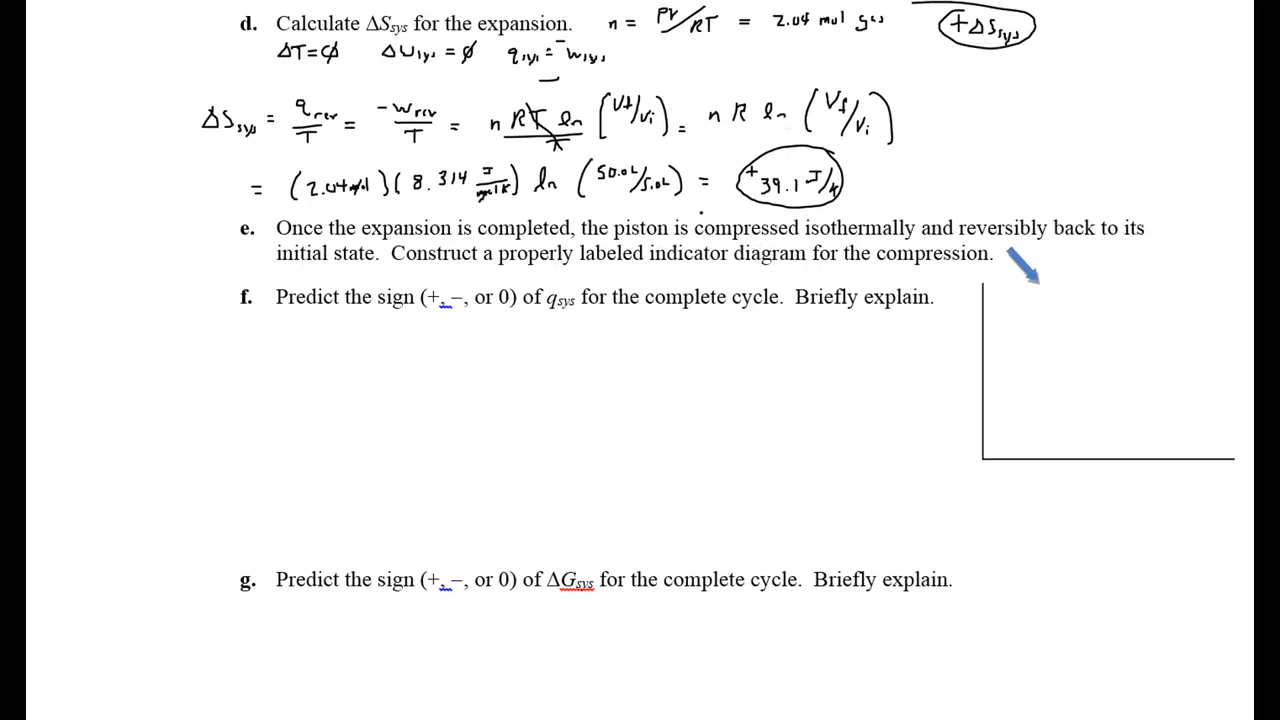 d. Calculate ΔSsys for the expansion. n = PV/RT = 2.04 mol gas +ΔSsys
ΔT=∅ ΔUsys = ∅ qsys = -wsys
ΔSsys = qrev/T = -wrev/T = nRT ln [Vf/Vi]/T = nR ln (Vf/Vi)
= (2.04 mol)(8.314 J/mol K) ln (50.0L/5.0L) = +39.1 J/K
e. Once the expansion is completed, the piston is compressed isothermally and reversibly back to its
initial state. Construct a properly labeled indicator diagram for the compression.
f. Predict the sign (+, −, or 0) of qsys for the complete cycle. Briefly explain.
g. Predict the sign (+, −, or 0) of ΔGsys for the complete cycle. Briefly explain.